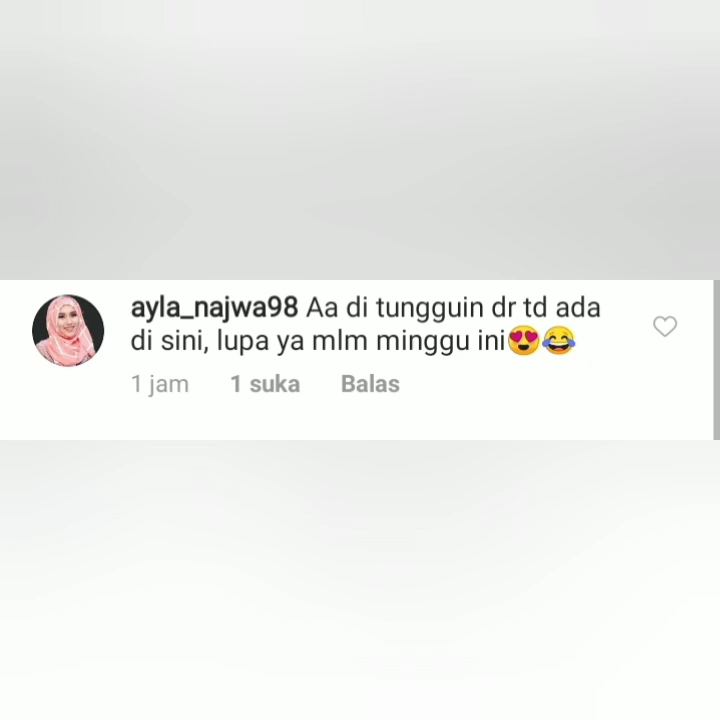 ayla_najwa98 Aa di tungguin dr td ada
di sini, lupa ya mlm minggu ini😍😂
1 jam 1 suka Balas